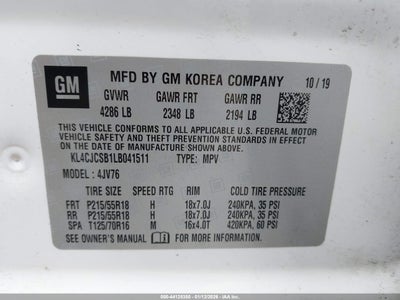 GM
MFD BY GM KOREA COMPANY 10/19
GVWR GAWR FRT GAWR RR
4286 LB 2348 LB 2194 LB
THIS VEHICLE CONFORMS TO ALL APPLICABLE U.S. FEDERAL
MOTOR VEHICLE SAFETY, BUMPER, AND THEFT PREVENTION
STANDARDS IN EFFECT ON THE DATE OF MANUFACTURE SHOWN ABOVE.
KL4CJCSB1LB041511 TYPE: MPV
MODEL: 4JV76
TIRE SIZE SPEED RTG RIM COLD TIRE PRESSURE
FRT P215/55R18 H 18x7.0J 240KPA, 35 PSI
RR P215/55R18 H 18x7.0J 240KPA, 35 PSI
SPA T125/70R16 M 16x4.0T 420KPA, 60 PSI
SEE OWNER'S MANUAL FOR ADDITIONAL INFORMATION.